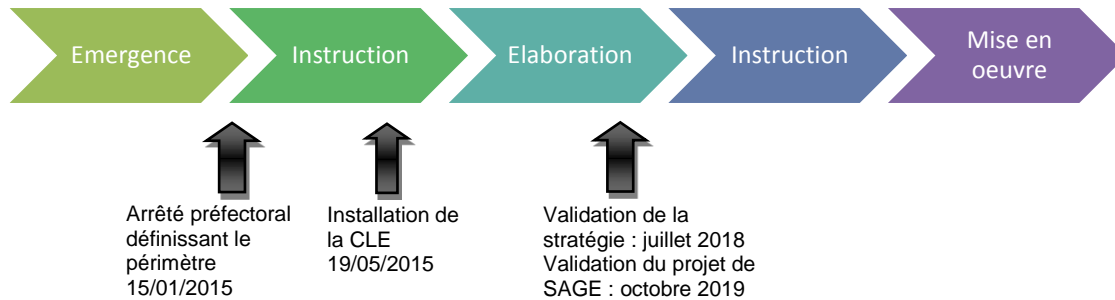 Emergence
Instruction
Elaboration
Instruction
Mise en
oeuvre
Arrêté préfectoral
définissant le
périmètre
15/01/2015
Installation de
la CLE
19/05/2015
Validation de la
stratégie : juillet 2018
Validation du projet de
SAGE : octobre 2019